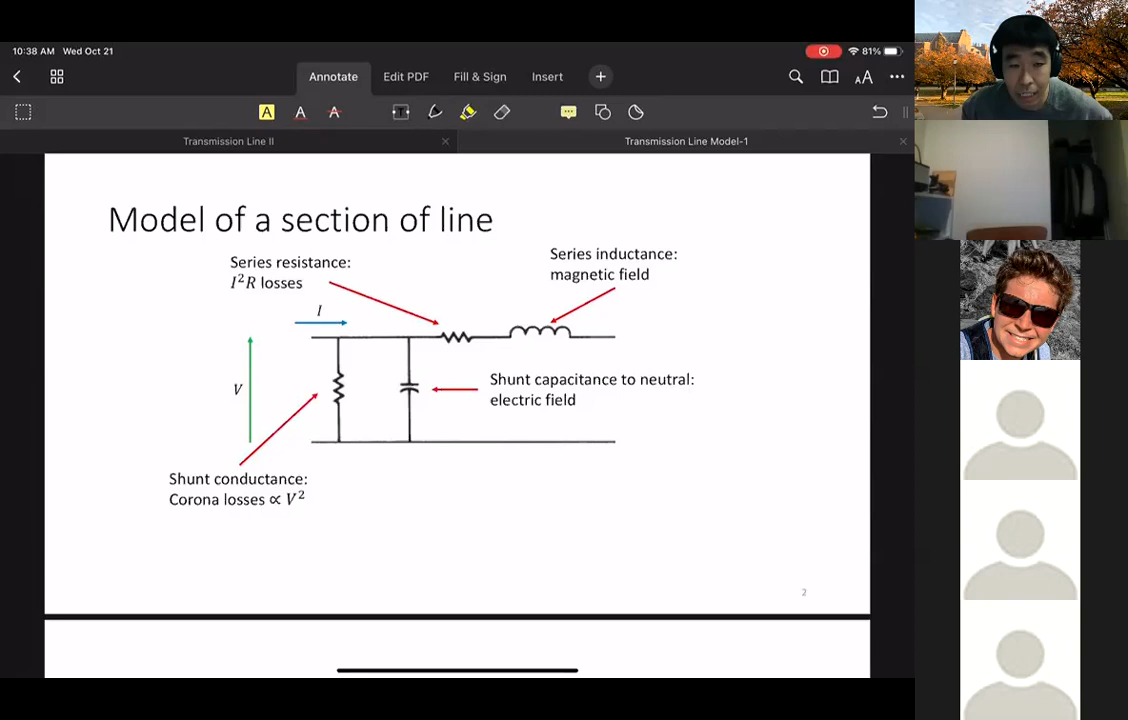 10:38 AM Wed Oct 21
81%
Annotate Edit PDF Fill & Sign Insert +
AA
A A A T
Transmission Line II × Transmission Line Model-1 ×
Model of a section of line
Series resistance:
I²R losses
Series inductance:
magnetic field
I
V
Shunt capacitance to neutral:
electric field
Shunt conductance:
Corona losses ∝ V²
2